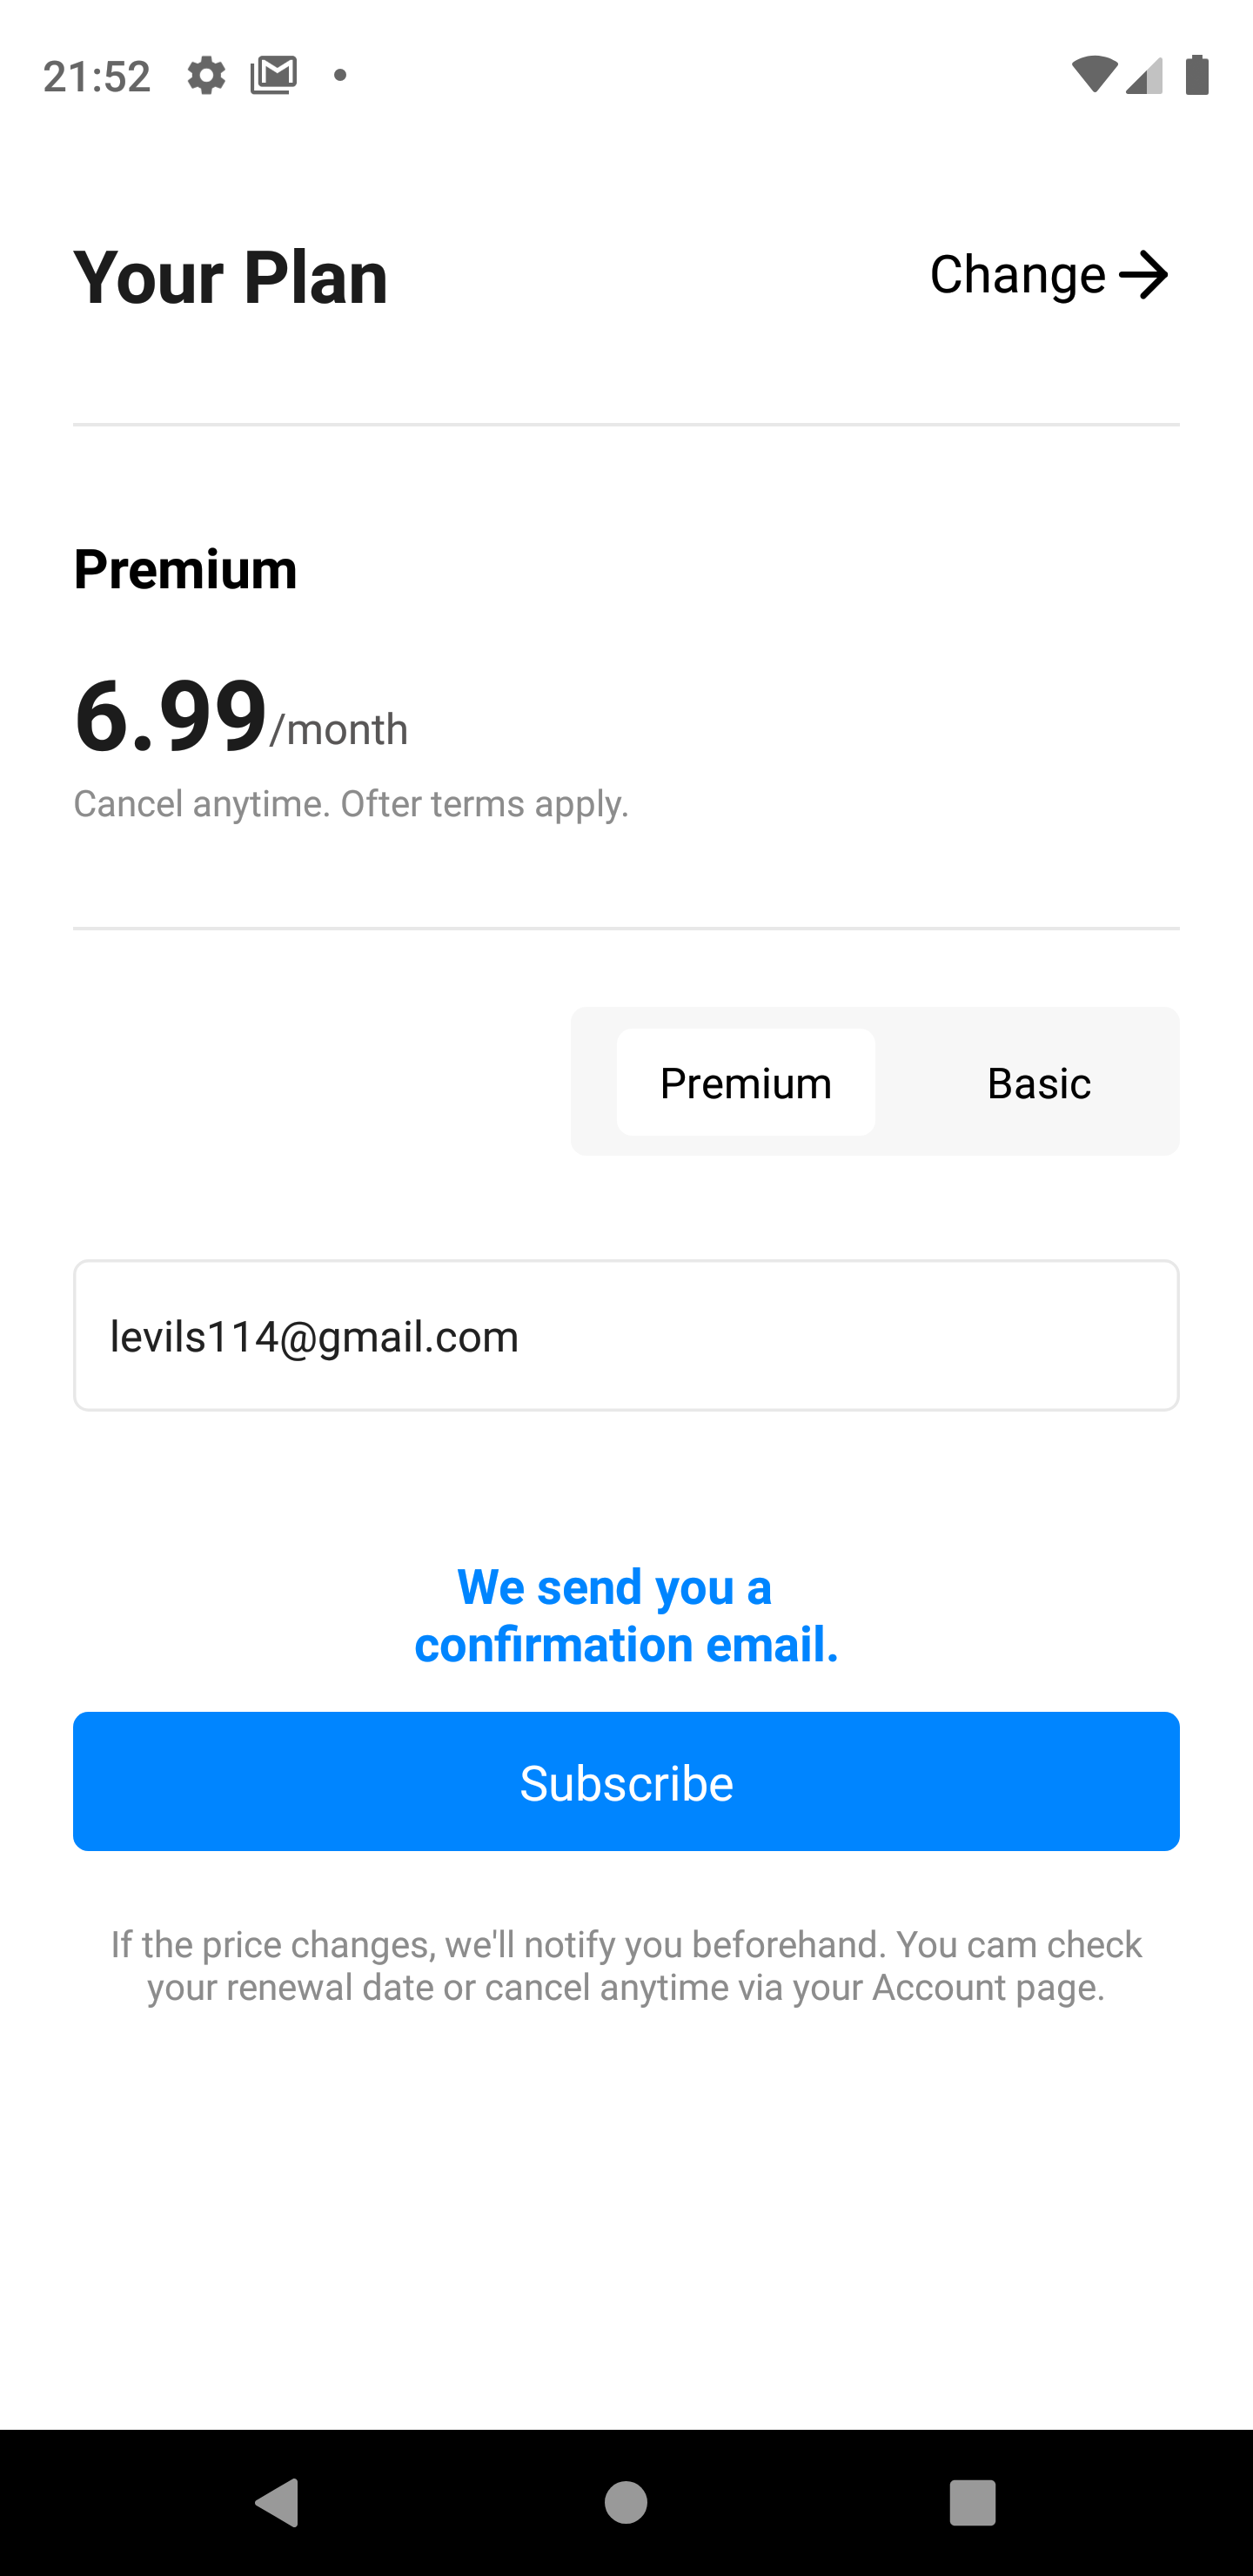 21:52
Your Plan
Change
Premium
6.99/month
Cancel anytime. Ofter terms apply.
Premium
Basic
levils114@gmail.com
We send you a
confirmation email.
Subscribe
If the price changes, we'll notify you beforehand. You cam check
your renewal date or cancel anytime via your Account page.